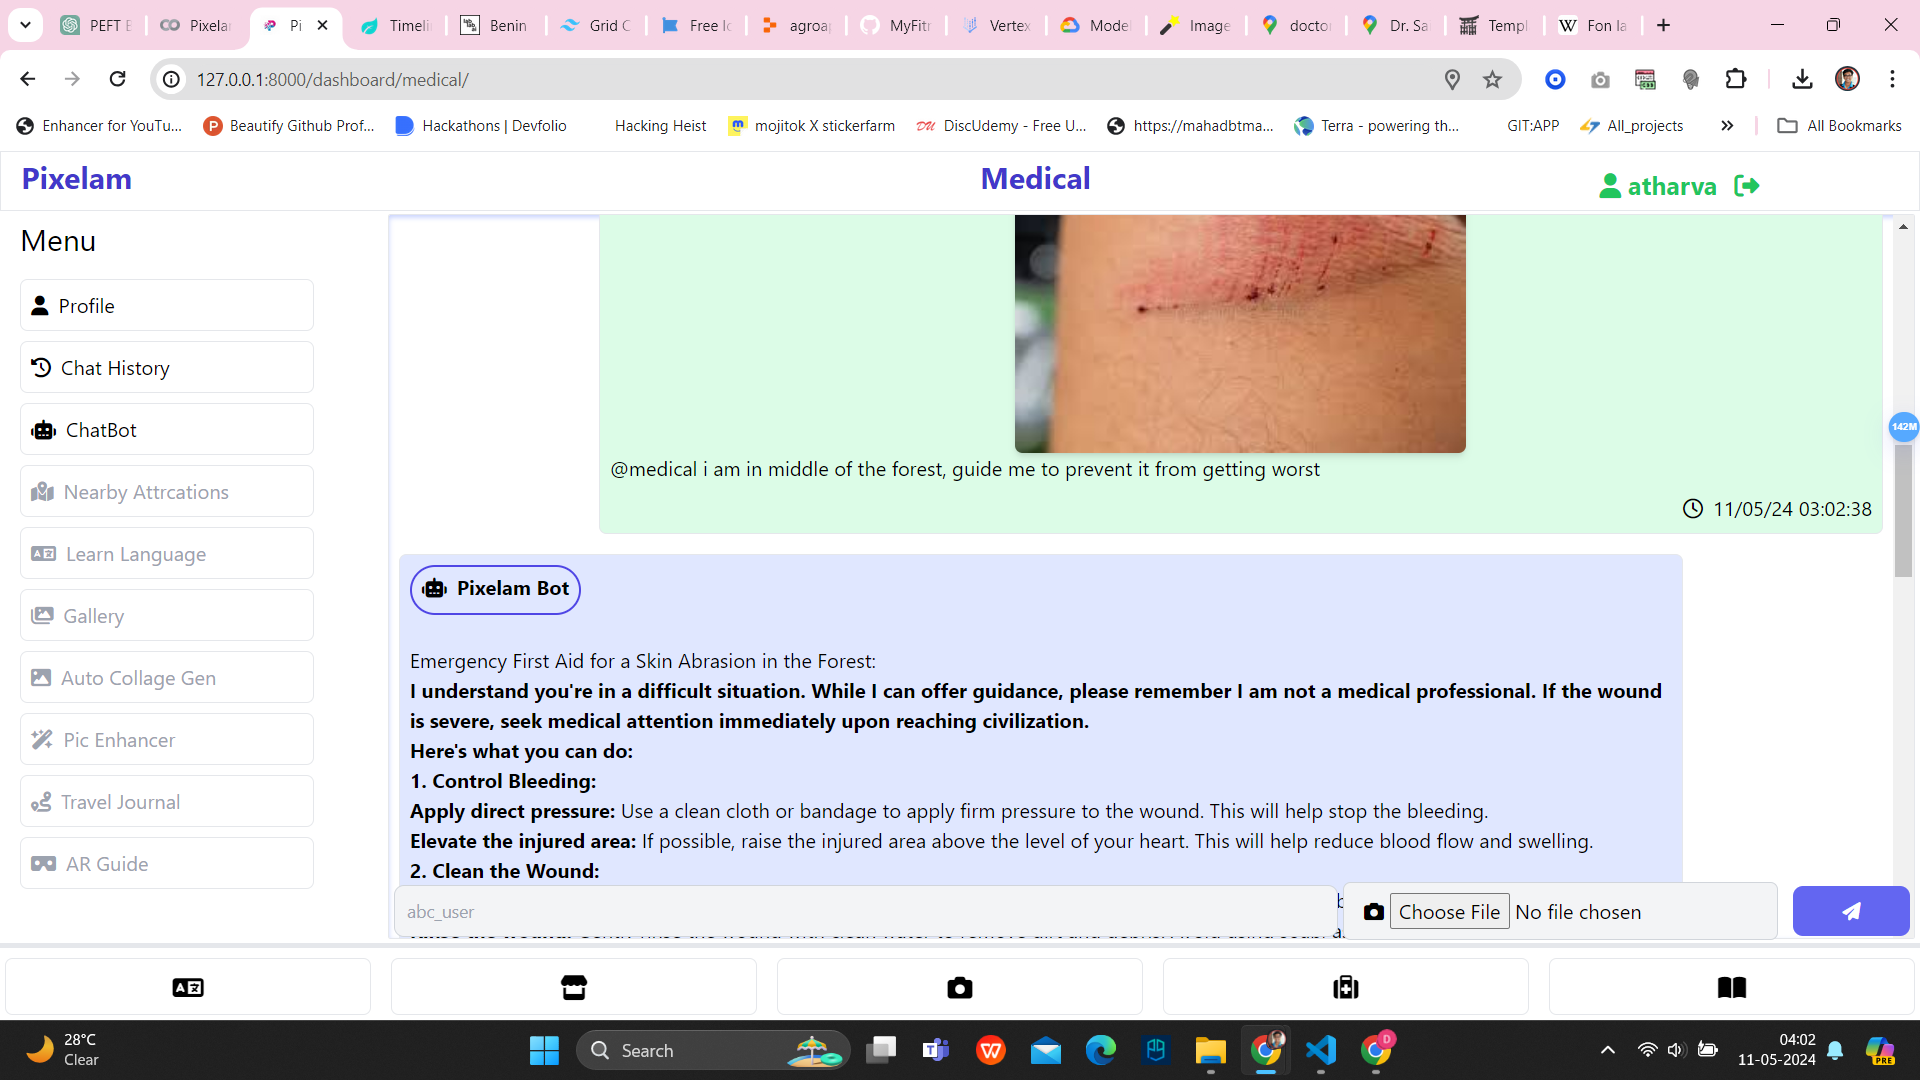 PEFT E
Pixelar
Pi
Timeli
Benin
Grid C
Free Ic
agroap
MyFitn
Vertex
Model
Image
docto
Dr. Sa
Templ
Fon la
127.0.0.1:8000/dashboard/medical/
Enhancer for YouTu...
Beautify Github Prof...
Hackathons | Devfolio
Hacking Heist
mojitok X stickerfarm
DU DiscUdemy - Free U...
https://mahadbtma...
Terra - powering th...
GIT:APP
All_projects
All Bookmarks
Pixelam
Medical
atharva
Menu
Profile
Chat History
ChatBot
Nearby Attrcations
Learn Language
Gallery
Auto Collage Gen
Pic Enhancer
Travel Journal
AR Guide
142M
@medical i am in middle of the forest, guide me to prevent it from getting worst
11/05/24 03:02:38
Pixelam Bot
Emergency First Aid for a Skin Abrasion in the Forest:
I understand you're in a difficult situation. While I can offer guidance, please remember I am not a medical professional. If the wound
is severe, seek medical attention immediately upon reaching civilization.
Here's what you can do:
1. Control Bleeding:
Apply direct pressure: Use a clean cloth or bandage to apply firm pressure to the wound. This will help stop the bleeding.
Elevate the injured area: If possible, raise the injured area above the level of your heart. This will help reduce blood flow and swelling.
2. Clean the Wound:
abc_user
Choose File No file chosen
28°C
Clear
Search
04:02
11-05-2024
PRE